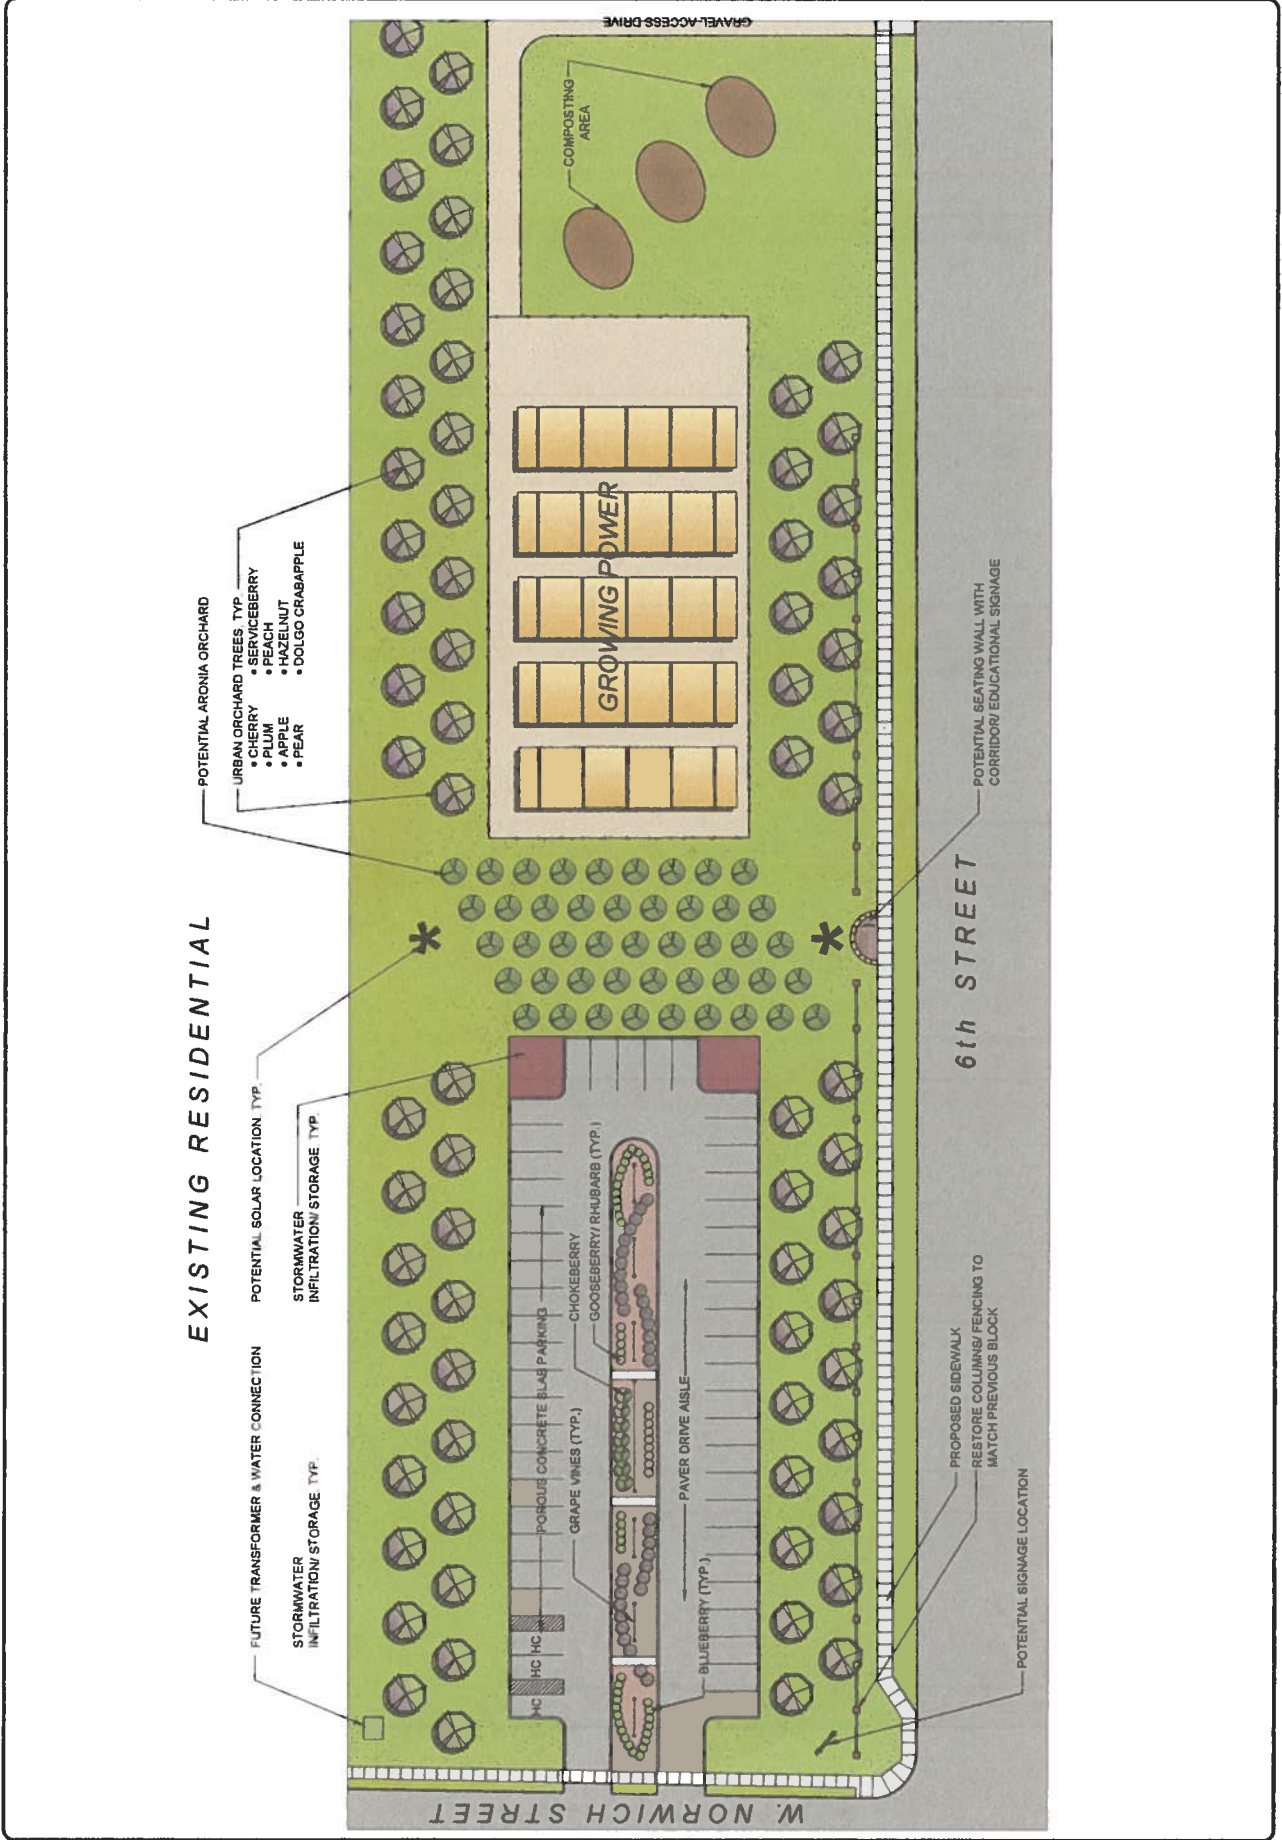 EXISTING RESIDENTIAL
FUTURE TRANSFORMER & WATER CONNECTION
POTENTIAL SOLAR LOCATION, TYP.
STORMWATER
INFILTRATION/ STORAGE, TYP.
STORMWATER
INFILTRATION/ STORAGE, TYP.
POTENTIAL ARONIA ORCHARD
URBAN ORCHARD TREES, TYP.
• CHERRY
• PLUM
• APPLE
• PEAR
• SERVICEBERRY
• PEACH
• HAZELNUT
• DOLGO CRABAPPLE
HC HC HC HC
POROUS CONCRETE SLAB PARKING
GRAPE VINES (TYP.)
CHOKEBERRY
GOOSEBERRY/ RHUBARB (TYP.)
PAVER DRIVE AISLE
BLUEBERRY (TYP.)
GROWING POWER
COMPOSTING
AREA
GRAVEL ACCESS DRIVE
W. NORWICH STREET
6th STREET
PROPOSED SIDEWALK
RESTORE COLUMNS/ FENCING TO
MATCH PREVIOUS BLOCK
POTENTIAL SIGNAGE LOCATION
POTENTIAL SEATING WALL WITH
CORRIDOR/ EDUCATIONAL SIGNAGE